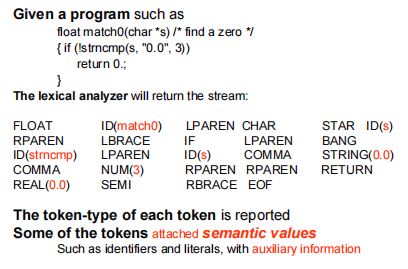 Given a program such as
float match0(char *s) /* find a zero */
{ if (!strncmp(s, "0.0", 3))
return 0.;
}
The lexical analyzer will return the stream:
FLOAT ID(match0) LPAREN CHAR STAR ID(s)
RPAREN LBRACE IF LPAREN BANG
ID(strncmp) LPAREN ID(s) COMMA STRING(0.0)
COMMA NUM(3) RPAREN RPAREN RETURN
REAL(0.0) SEMI RBRACE EOF
The token-type of each token is reported
Some of the tokens attached semantic values
Such as identifiers and literals, with auxiliary information